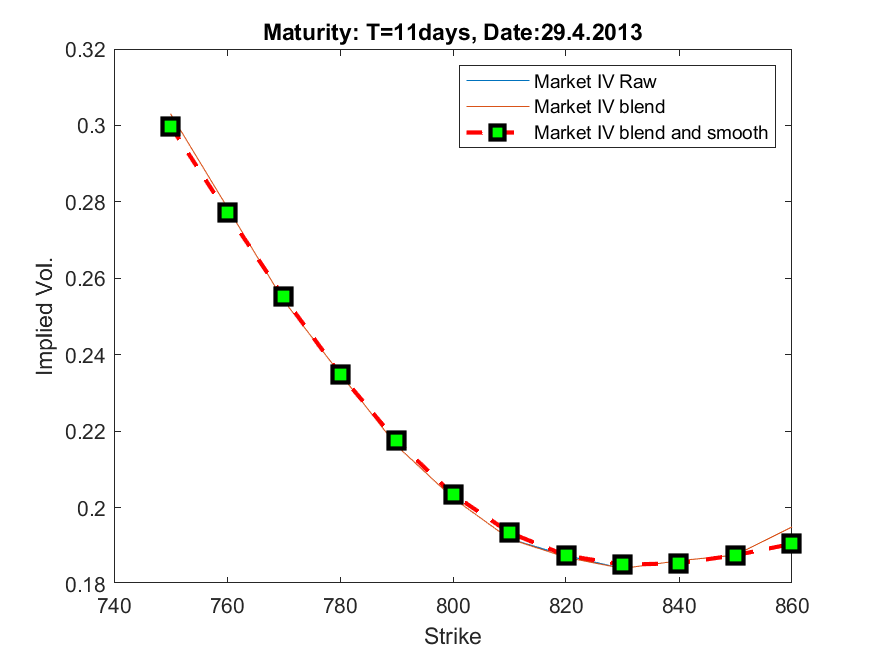 Maturity: T=11days, Date:29.4.2013
0.32
0.3
0.28
0.26
0.24
0.22
0.2
0.18
Implied Vol.
Market IV Raw
Market IV blend
Market IV blend and smooth
740 760 780 800 820 840 860
Strike